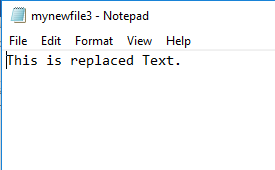 mynewfile3 - Notepad
File Edit Format View Help
This is replaced Text.